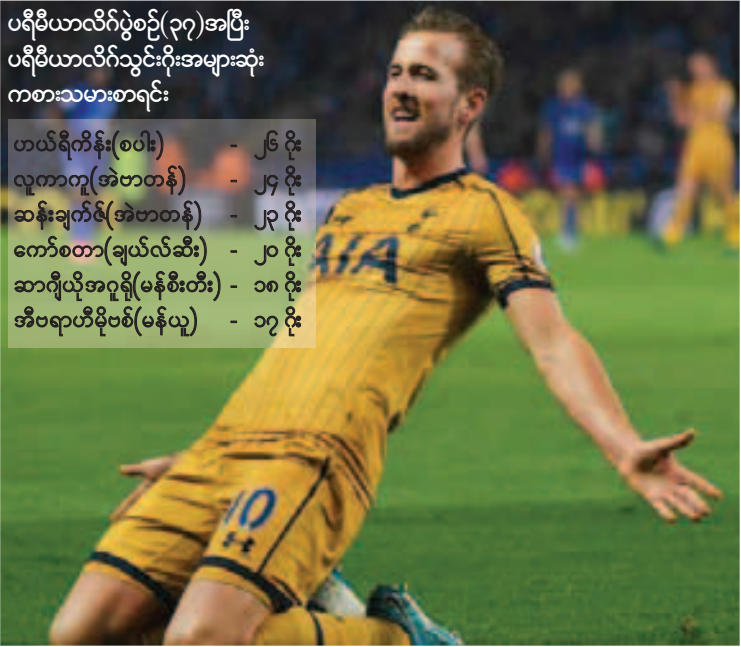 ပရီမီယာလိဂ်ပွဲစဉ်(၃၇)အပြီး
ပရီမီယာလိဂ်သွင်းဂိုးအများဆုံး
ကစားသမားစာရင်း
ဟယ်ရီကိန်း(စပါး) - ၂၆ ဂိုး
လူကာကူ(အဲဗာတန်) - ၂၄ ဂိုး
ဆန်းချက်ဇ်(အဲဗာတန်) - ၂၃ ဂိုး
ကော်စတာ(ချယ်လ်ဆီး) - ၂၀ ဂိုး
ဆာဂျီယိုအဂူရို(မန်စီးတီး) - ၁၈ ဂိုး
အီဗရာဟီမိုဗစ်(မန်ယူ) - ၁၇ ဂိုး
AIA
10